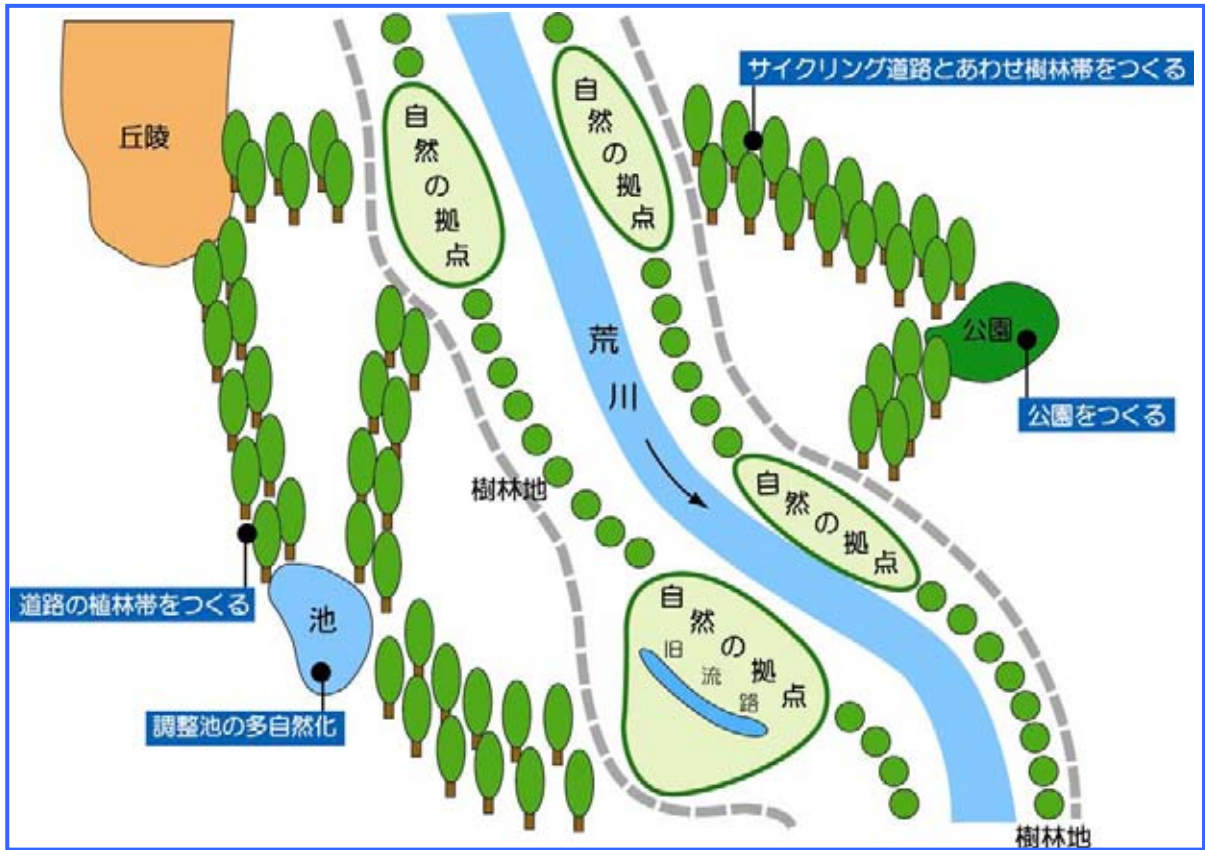 サイクリング道路とあわせ樹林帯をつくる
丘陵
自然の拠点
自然の拠点
荒川
公園
公園をつくる
樹林地
自然の拠点
道路の植林帯をつくる
池
調整池の多自然化
自然の拠点
旧流路
樹林地